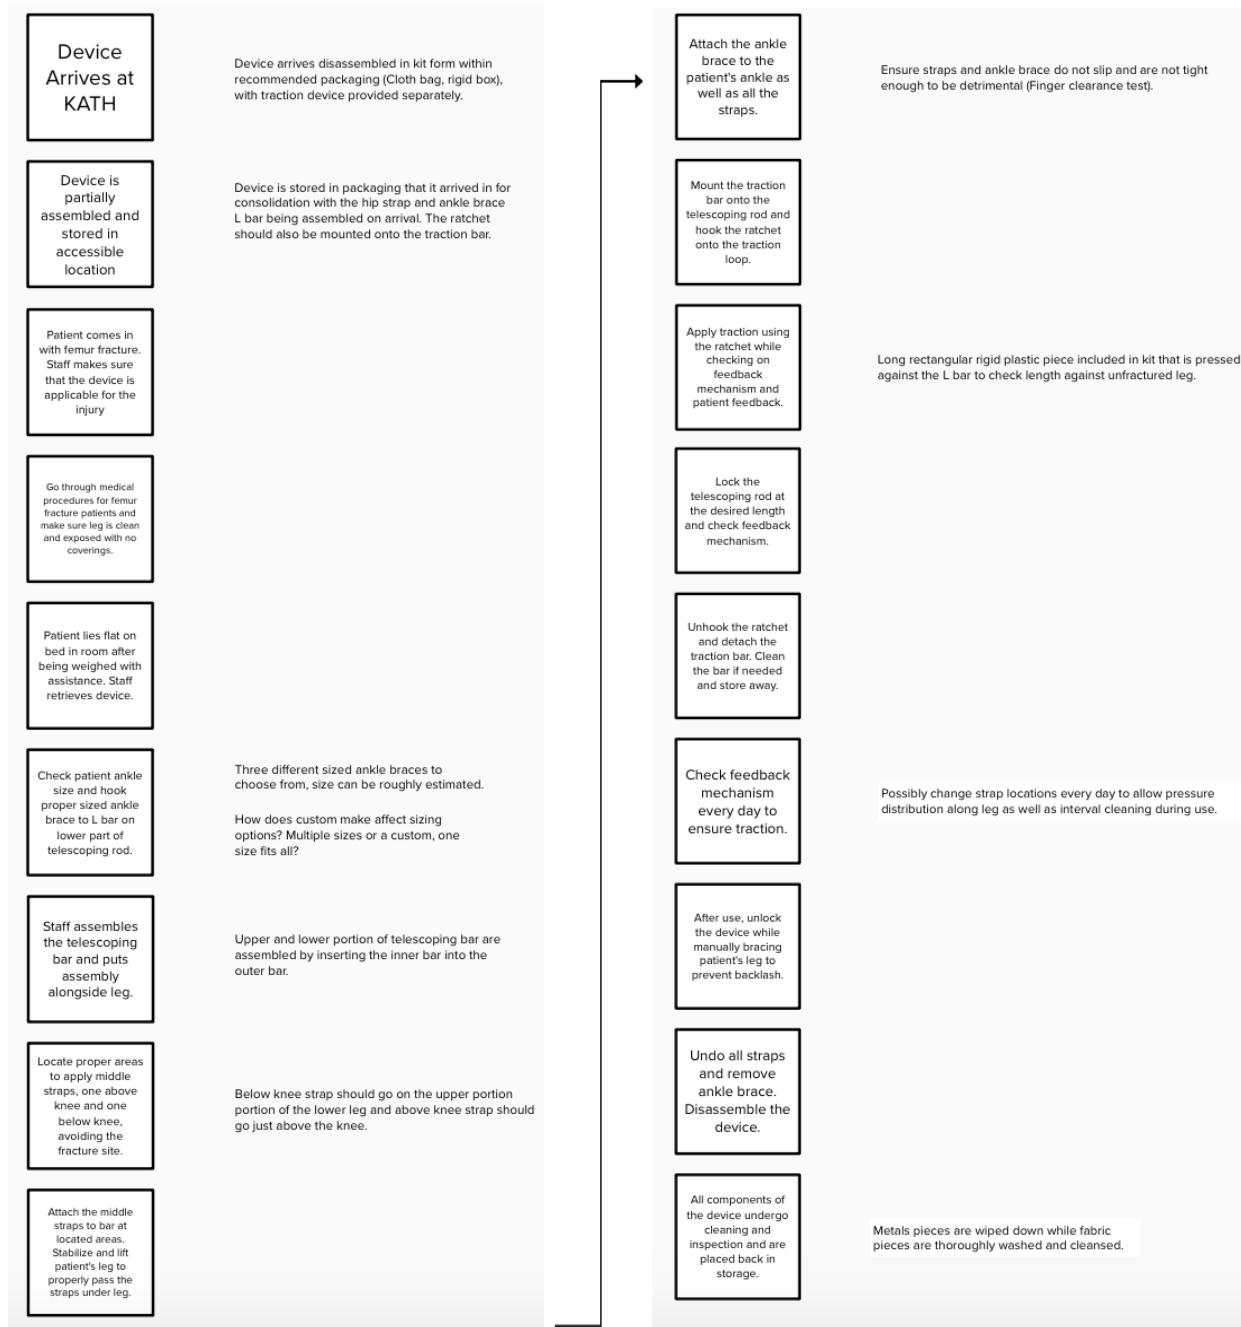 Device
Arrives at
KATH
Device arrives disassembled in kit form within
recommended packaging (Cloth bag, rigid box),
with traction device provided separately.
Device is
partially
assembled and
stored in
accessible
location
Device is stored in packaging that it arrived in for
consolidation with the hip strap and ankle brace
L bar being assembled on arrival. The ratchet
should also be mounted onto the traction bar.
Patient comes in
with femur fracture.
Staff makes sure
that the device is
applicable for the
injury
Go through medical
procedures for femur
fracture patients and
make sure leg is clean
and exposed with no
coverings.
Patient lies flat on
bed in room after
being weighed with
assistance. Staff
retrieves device.
Check patient ankle
size and hook
proper sized ankle
brace to L bar on
lower part of
telescoping rod.
Three different sized ankle braces to
choose from, size can be roughly estimated.
How does custom make affect sizing
options? Multiple sizes or a custom, one
size fits all?
Staff assembles
the telescoping
bar and puts
assembly
alongside leg.
Upper and lower portion of telescoping bar are
assembled by inserting the inner bar into the
outer bar.
Locate proper areas
to apply middle
straps, one above
knee and one
below knee,
avoiding the
fracture site.
Below knee strap should go on the upper portion
portion of the lower leg and above knee strap should
go just above the knee.
Attach the middle
straps to bar at
located areas.
Stabilize and lift
patient's leg to
properly pass the
straps under leg.
Attach the ankle
brace to the
patient's ankle as
well as all the
straps.
Ensure straps and ankle brace do not slip and are not tight
enough to be detrimental (Finger clearance test).
Mount the traction
bar onto the
telescoping rod and
hook the ratchet
onto the traction
loop.
Apply traction using
the ratchet while
checking on
feedback
mechanism and
patient feedback.
Long rectangular rigid plastic piece included in kit that is pressed
against the L bar to check length against unfractured leg.
Lock the
telescoping rod at
the desired length
and check feedback
mechanism.
Unhook the ratchet
and detach the
traction bar. Clean
the bar if needed
and store away.
Check feedback
mechanism
every day to
ensure traction.
Possibly change strap locations every day to allow pressure
distribution along leg as well as interval cleaning during use.
After use, unlock
the device while
manually bracing
patient's leg to
prevent backlash.
Undo all straps
and remove
ankle brace.
Disassemble the
device.
All components of
the device undergo
cleaning and
inspection and are
placed back in
storage.
Metals pieces are wiped down while fabric
pieces are thoroughly washed and cleansed.